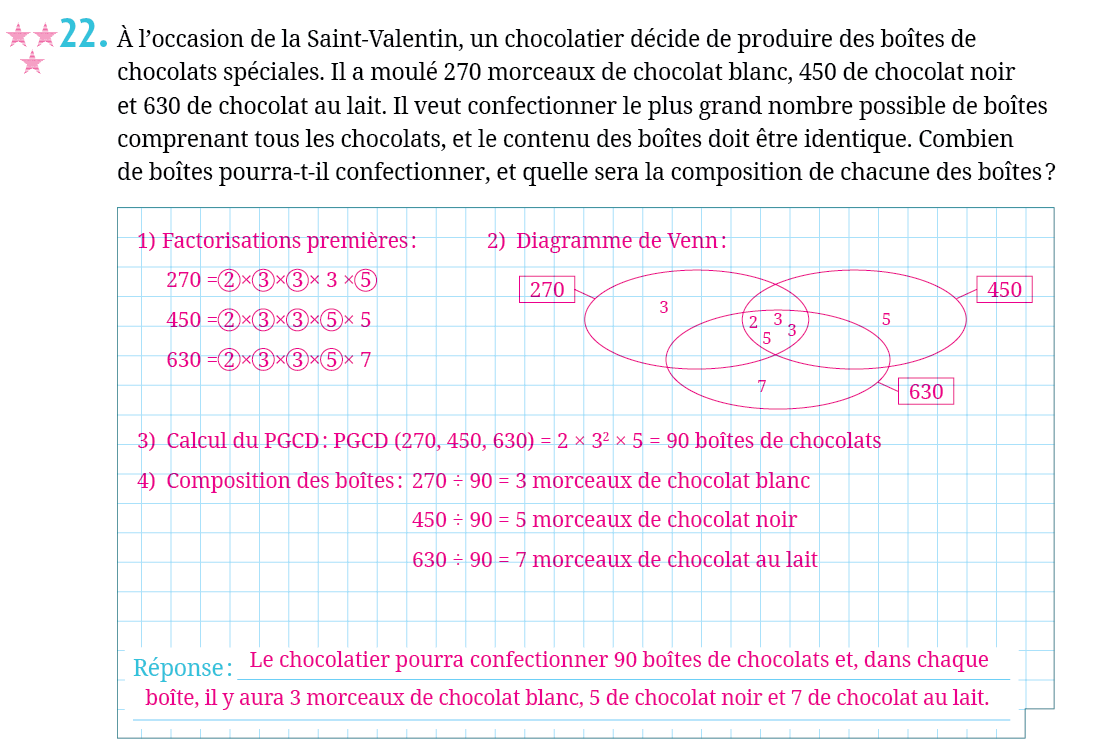 22. À l’occasion de la Saint-Valentin, un chocolatier décide de produire des boîtes de
chocolats spéciales. Il a moulé 270 morceaux de chocolat blanc, 450 de chocolat noir
et 630 de chocolat au lait. Il veut confectionner le plus grand nombre possible de boîtes
comprenant tous les chocolats, et le contenu des boîtes doit être identique. Combien
de boîtes pourra-t-il confectionner, et quelle sera la composition de chacune des boîtes ?
1) Factorisations premières :
270 = 2 × 3 × 3 × 3 × 5
450 = 2 × 3 × 3 × 5 × 5
630 = 2 × 3 × 3 × 5 × 7
2) Diagramme de Venn :
270
450
3
2 3
3
5
5
7
630
3) Calcul du PGCD : PGCD (270, 450, 630) = 2 × 3² × 5 = 90 boîtes de chocolats
4) Composition des boîtes : 270 ÷ 90 = 3 morceaux de chocolat blanc
450 ÷ 90 = 5 morceaux de chocolat noir
630 ÷ 90 = 7 morceaux de chocolat au lait
Réponse : Le chocolatier pourra confectionner 90 boîtes de chocolats et, dans chaque
boîte, il y aura 3 morceaux de chocolat blanc, 5 de chocolat noir et 7 de chocolat au lait.